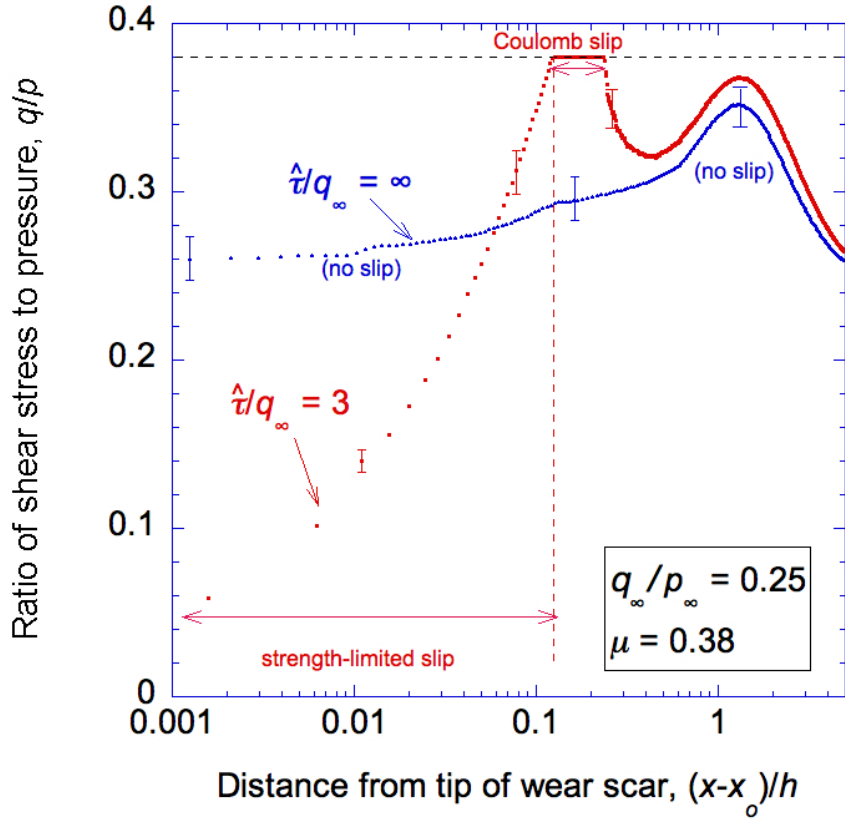 0.4
0.3
0.2
0.1
0
0.001
0.01
0.1
1
Ratio of shear stress to pressure, q/p
Distance from tip of wear scar, (x-xₒ)/h
Coulomb slip
τ̂/q∞ = ∞
(no slip)
(no slip)
τ̂/q∞ = 3
strength-limited slip
q∞/p∞ = 0.25
μ = 0.38